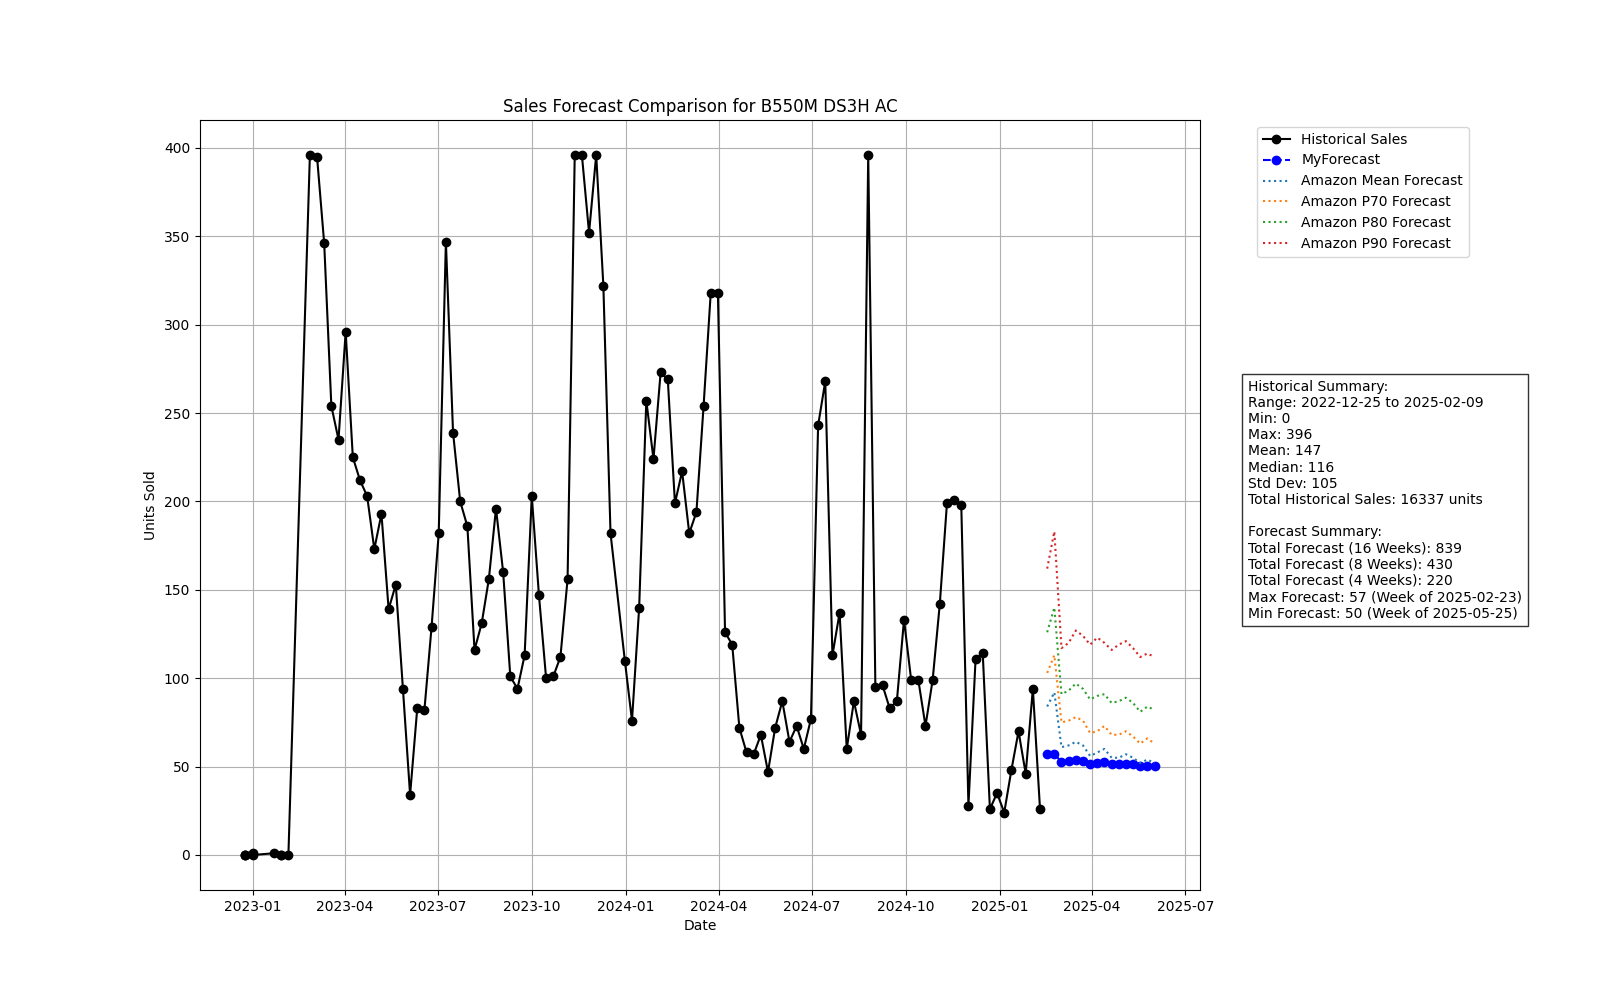 Sales Forecast Comparison for B550M DS3H AC
400
350
300
250
200
150
100
50
0
Units Sold
2023-01
2023-04
2023-07
2023-10
2024-01
2024-04
2024-07
2024-10
2025-01
2025-04
2025-07
Date
Historical Sales
MyForecast
Amazon Mean Forecast
Amazon P70 Forecast
Amazon P80 Forecast
Amazon P90 Forecast
Historical Summary:
Range: 2022-12-25 to 2025-02-09
Min: 0
Max: 396
Mean: 147
Median: 116
Std Dev: 105
Total Historical Sales: 16337 units
Forecast Summary:
Total Forecast (16 Weeks): 839
Total Forecast (8 Weeks): 430
Total Forecast (4 Weeks): 220
Max Forecast: 57 (Week of 2025-02-23)
Min Forecast: 50 (Week of 2025-05-25)